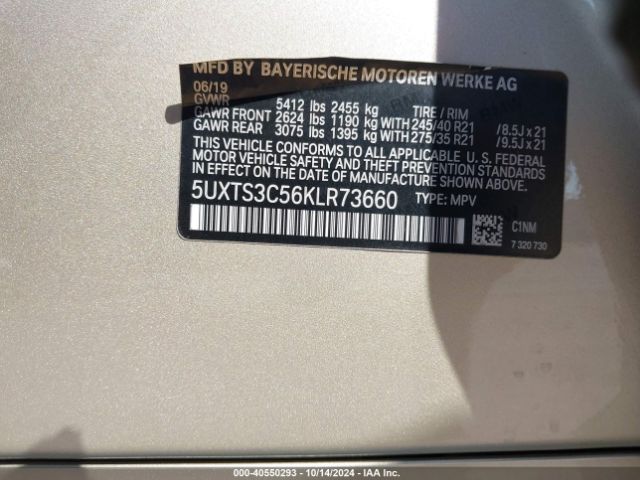 MFD BY BAYERISCHE MOTOREN WERKE AG
06/19
GVWR 5412 lbs 2455 kg TIRE / RIM
GAWR FRONT 2624 lbs 1190 kg WITH 245/40 R21 /8.5J x 21
GAWR REAR 3075 lbs 1395 kg WITH 275/35 R21 /9.5J x 21
THIS VEHICLE CONFORMS TO ALL APPLICABLE U. S. FEDERAL
MOTOR VEHICLE SAFETY AND THEFT PREVENTION STANDARDS
IN EFFECT ON THE DATE OF MANUFACTURE SHOWN ABOVE.
5UXTS3C56KLR73660 TYPE: MPV
C1NM
7 320 730
000-40550293 - 10/14/2024 - IAA Inc.